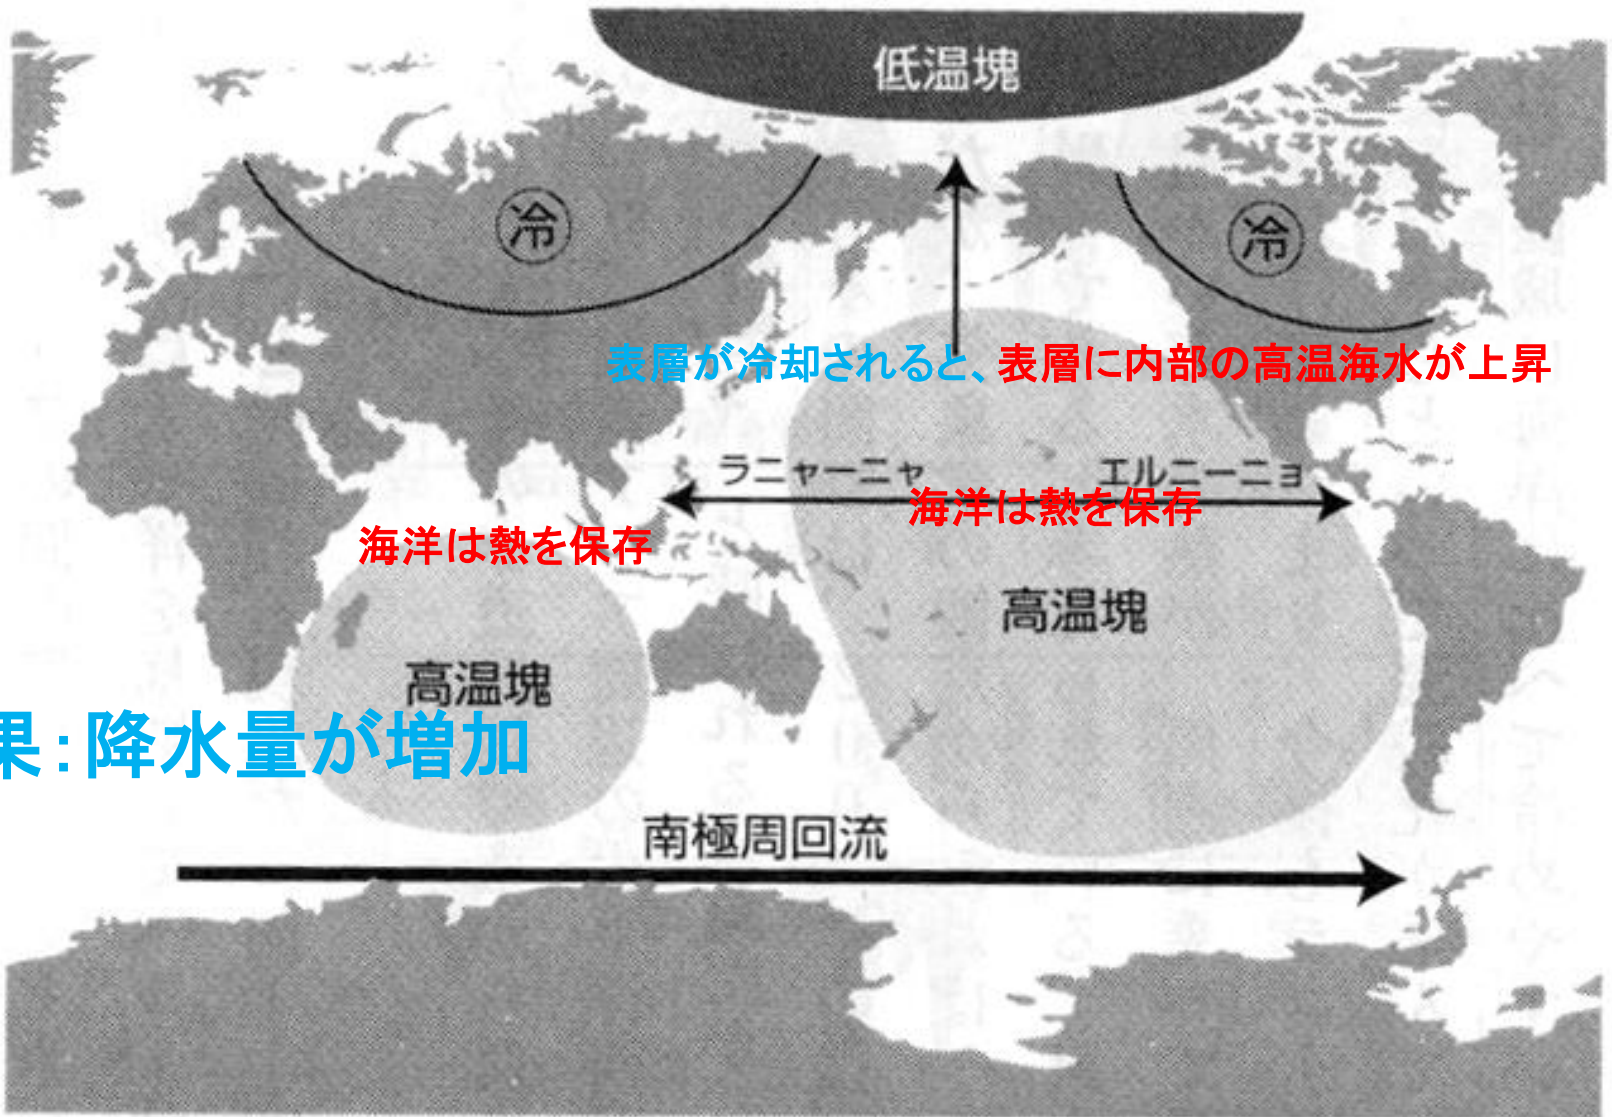 低温塊
冷
冷
表層が冷却されると、表層に内部の高温海水が上昇
ラニャーニャ
エルニーニョ
海洋は熱を保存
海洋は熱を保存
高温塊
高温塊
果:降水量が増加
南極周回流